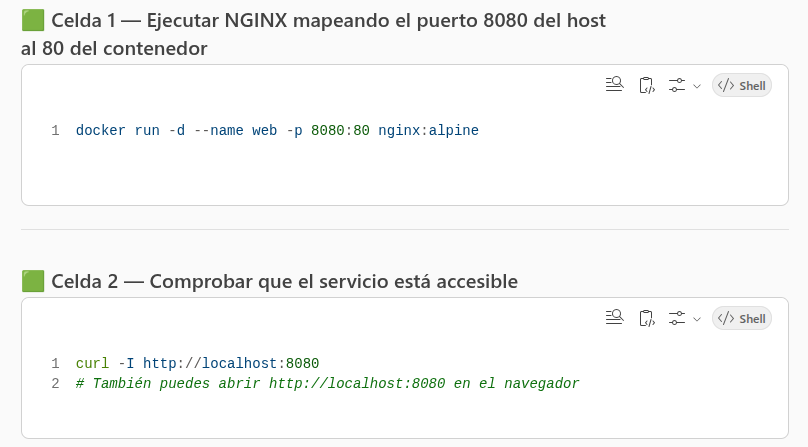 🟩 Celda 1 — Ejecutar NGINX mapeando el puerto 8080 del host
al 80 del contenedor
Shell
1 docker run -d --name web -p 8080:80 nginx:alpine
🟩 Celda 2 — Comprobar que el servicio está accesible
Shell
1 curl -I http://localhost:8080
2 # También puedes abrir http://localhost:8080 en el navegador